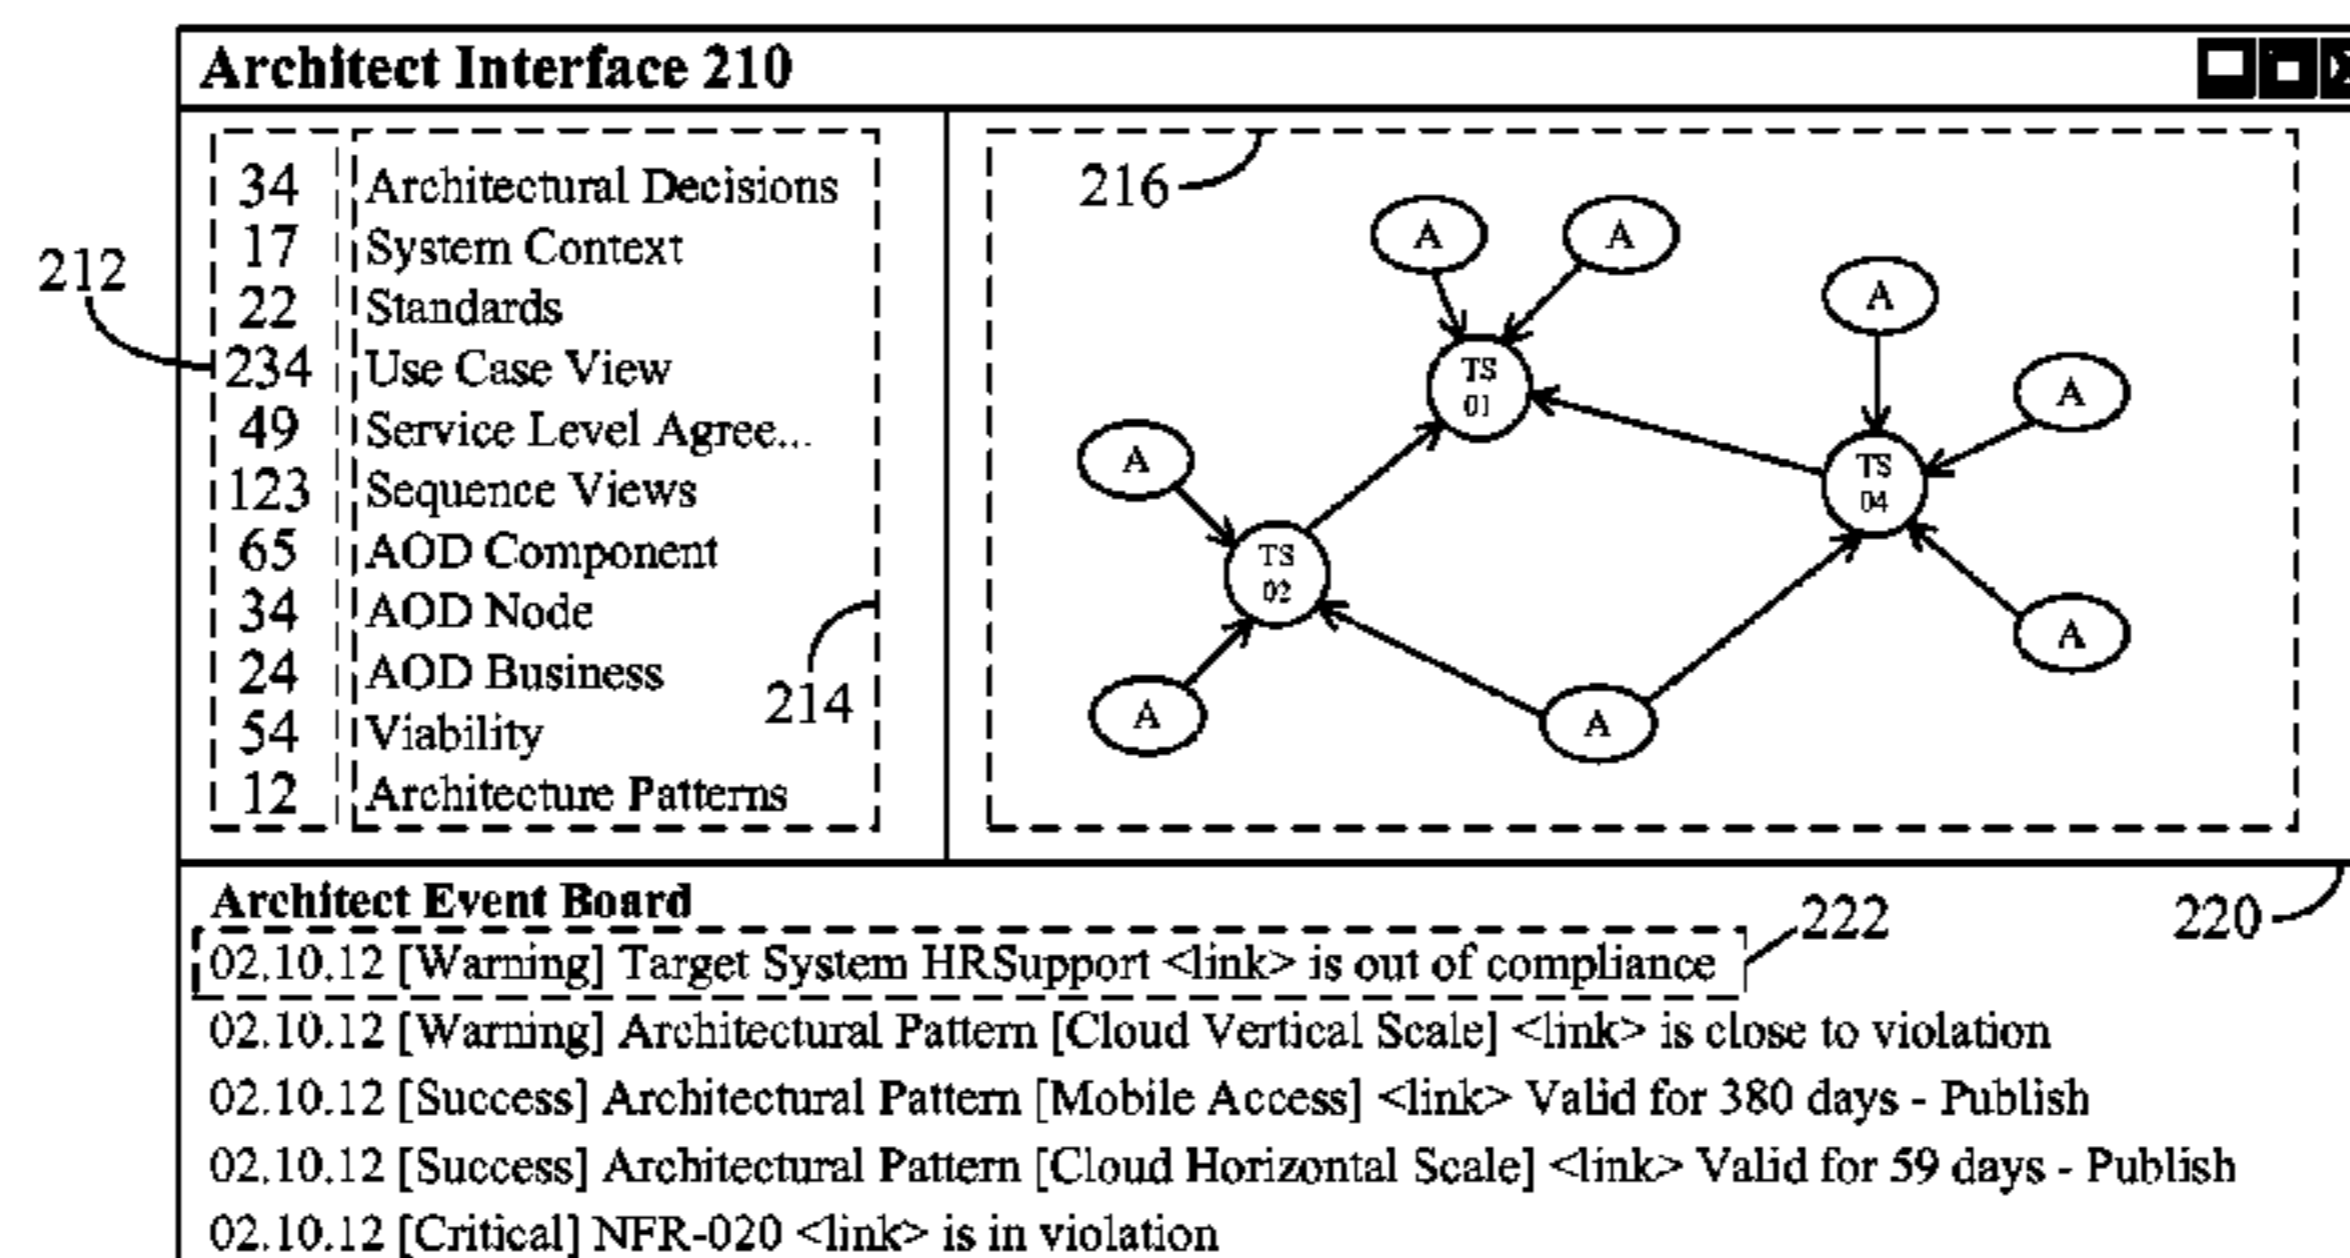 Architect Interface 210
212
34 Architectural Decisions
17 System Context
22 Standards
234 Use Case View
49 Service Level Agree...
123 Sequence Views
65 AOD Component
34 AOD Node
24 AOD Business
54 Viability
12 Architecture Patterns
214
216
A
A
A
A
TS
01
A
TS
04
TS
02
A
A
A
Architect Event Board
222
220
02.10.12 [Warning] Target System HRSupport <link> is out of compliance
02.10.12 [Warning] Architectural Pattern [Cloud Vertical Scale] <link> is close to violation
02.10.12 [Success] Architectural Pattern [Mobile Access] <link> Valid for 380 days - Publish
02.10.12 [Success] Architectural Pattern [Cloud Horizontal Scale] <link> Valid for 59 days - Publish
02.10.12 [Critical] NFR-020 <link> is in violation